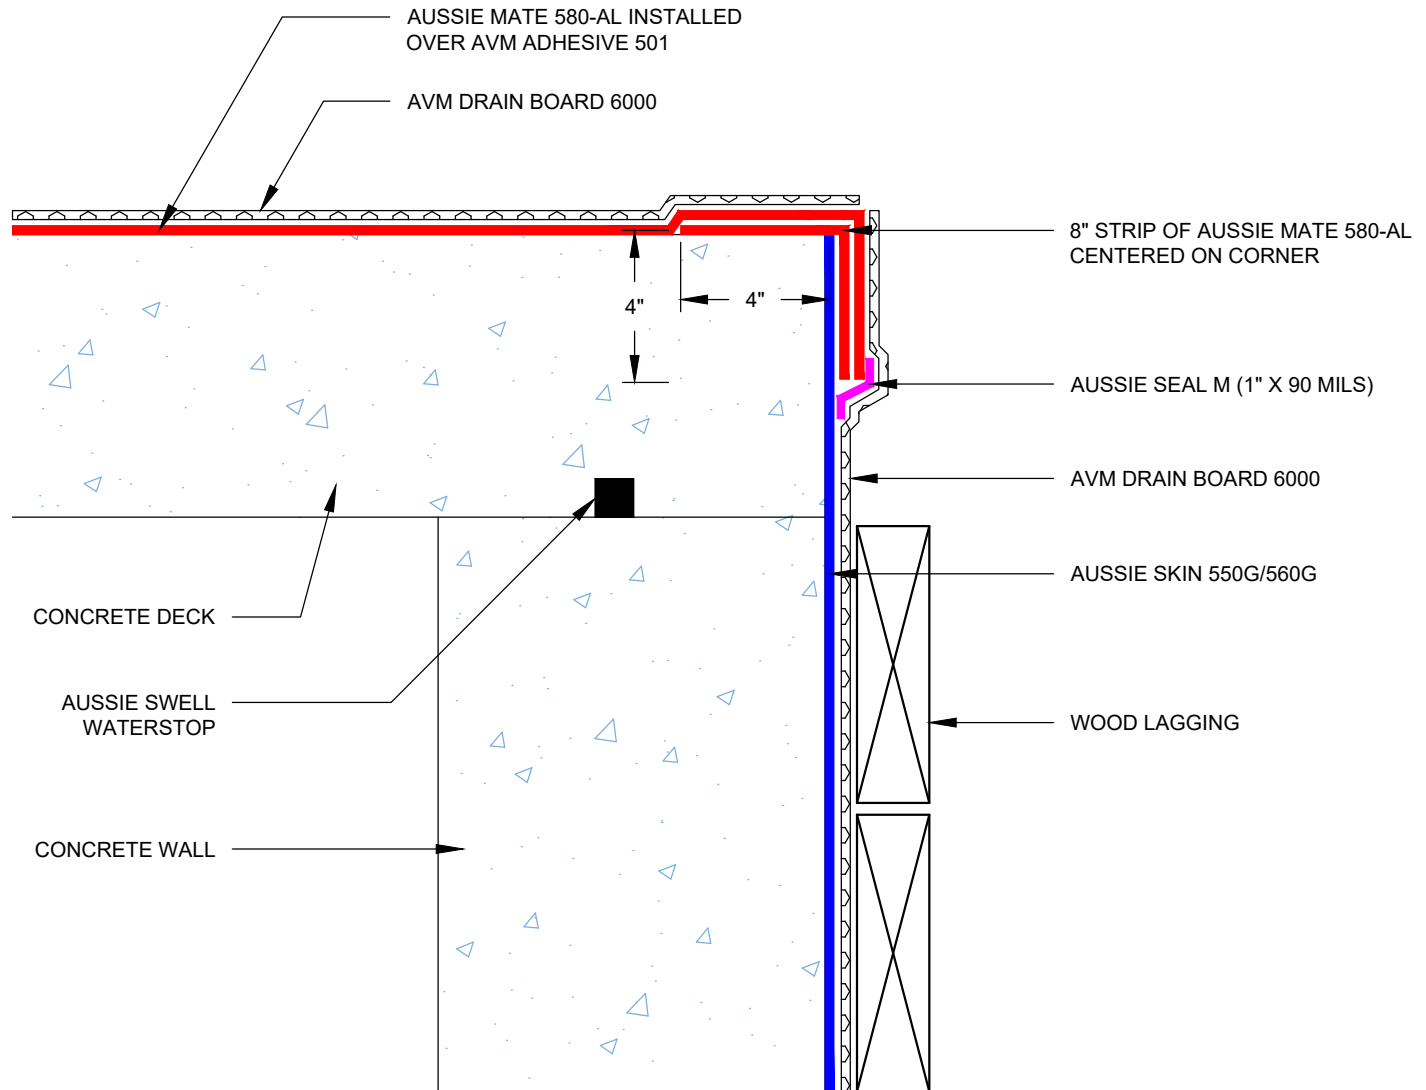 AUSSIE MATE 580-AL INSTALLED
OVER AVM ADHESIVE 501
AVM DRAIN BOARD 6000
8" STRIP OF AUSSIE MATE 580-AL
CENTERED ON CORNER
4"
4"
AUSSIE SEAL M (1" X 90 MILS)
AVM DRAIN BOARD 6000
AUSSIE SKIN 550G/560G
CONCRETE DECK
AUSSIE SWELL
WATERSTOP
WOOD LAGGING
CONCRETE WALL